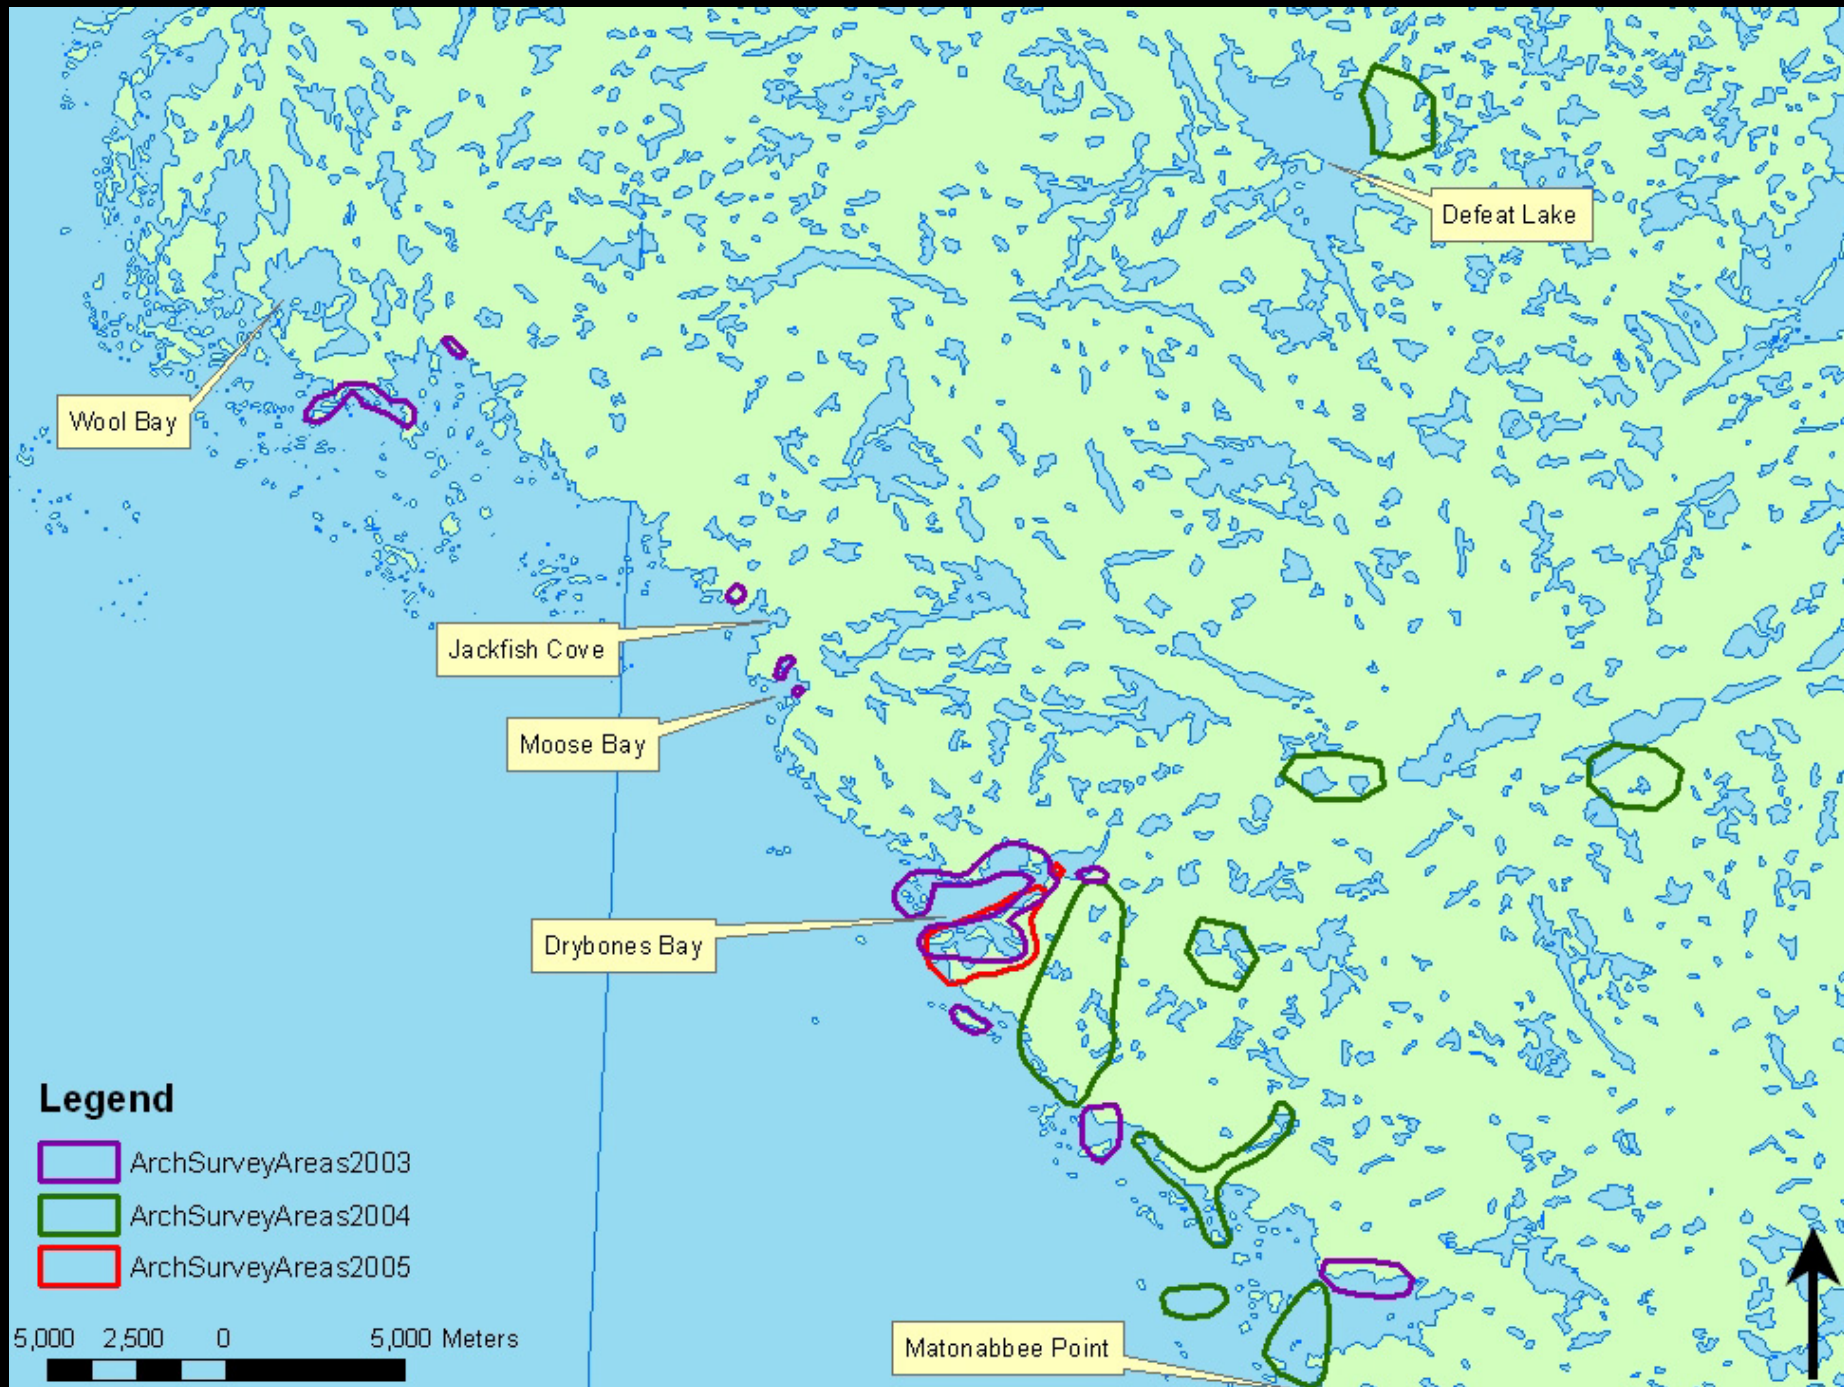 Defeat Lake
Wool Bay
Jackfish Cove
Moose Bay
Drybones Bay
Legend
ArchSurveyAreas2003
ArchSurveyAreas2004
ArchSurveyAreas2005
5,000 2,500 0 5,000 Meters
Matonabbee Point